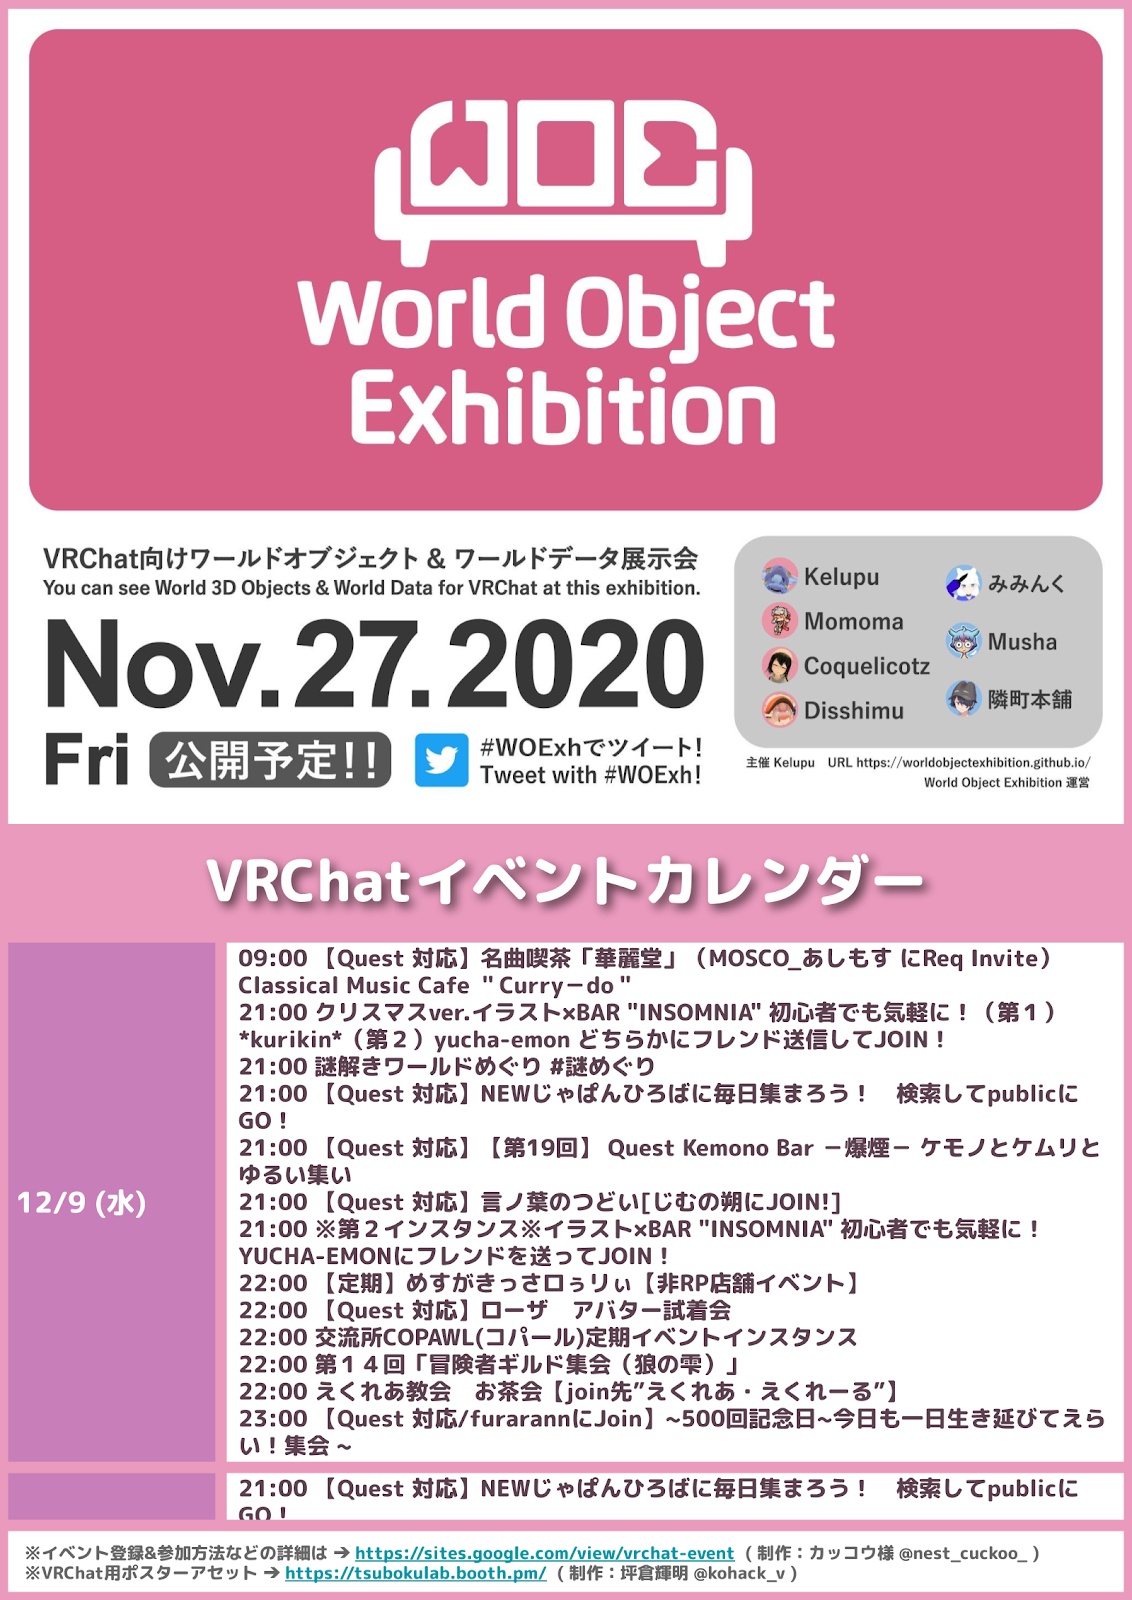 WOE
World Object
Exhibition
VRChat向けワールドオブジェクト & ワールドデータ展示会
You can see World 3D Objects & World Data for VRChat at this exhibition.
Nov.27.2020
Fri 公開予定!!
#WOExhでツイート!
Tweet with #WOExh!
Kelupu
Momoma
Coquelicotz
Disshimu
みみんく
Musha
隣町本舗
主催 Kelupu URL https://worldobjectexhibition.github.io/
World Object Exhibition 運営
VRChatイベントカレンダー
12/9 (水)
09:00 【Quest 対応】名曲喫茶「華麗堂」（MOSCO_あしもす にReq Invite）
Classical Music Cafe ＂Curry－do＂
21:00 クリスマスver.イラスト×BAR "INSOMNIA" 初心者でも気軽に！（第１）
*kurikin*（第２）yucha-emon どちらかにフレンド送信してJOIN！
21:00 謎解きワールドめぐり #謎めぐり
21:00 【Quest 対応】NEWじゃぱんひろばに毎日集まろう！　検索してpublicに
GO！
21:00 【Quest 対応】【第19回】 Quest Kemono Bar －爆煙－ ケモノとケムリと
ゆるい集い
21:00 【Quest 対応】言ノ葉のつどい[じむの朔にJOIN!]
21:00 ※第２インスタンス※イラスト×BAR "INSOMNIA" 初心者でも気軽に！
YUCHA-EMONにフレンドを送ってJOIN！
22:00 【定期】めすがきっさロぅリぃ【非RP店舗イベント】
22:00 【Quest 対応】ローザ　アバター試着会
22:00 交流所COPAWL(コパール)定期イベントインスタンス
22:00 第１４回「冒険者ギルド集会（狼の雫）」
22:00 えくれあ教会　お茶会【join先”えくれあ・えくれーる”】
23:00 【Quest 対応/furarannにJoin】~500回記念日~今日も一日生き延びてえら
い！集会 ~
21:00 【Quest 対応】NEWじゃぱんひろばに毎日集まろう！　検索してpublicに
GO！
※イベント登録&参加方法などの詳細は ➔ https://sites.google.com/view/vrchat-event （ 制作：カッコウ様 @nest_cuckoo_ ）
※VRChat用ポスターアセット ➔ https://tsubokulab.booth.pm/ （ 制作：坪倉輝明 @kohack_v ）